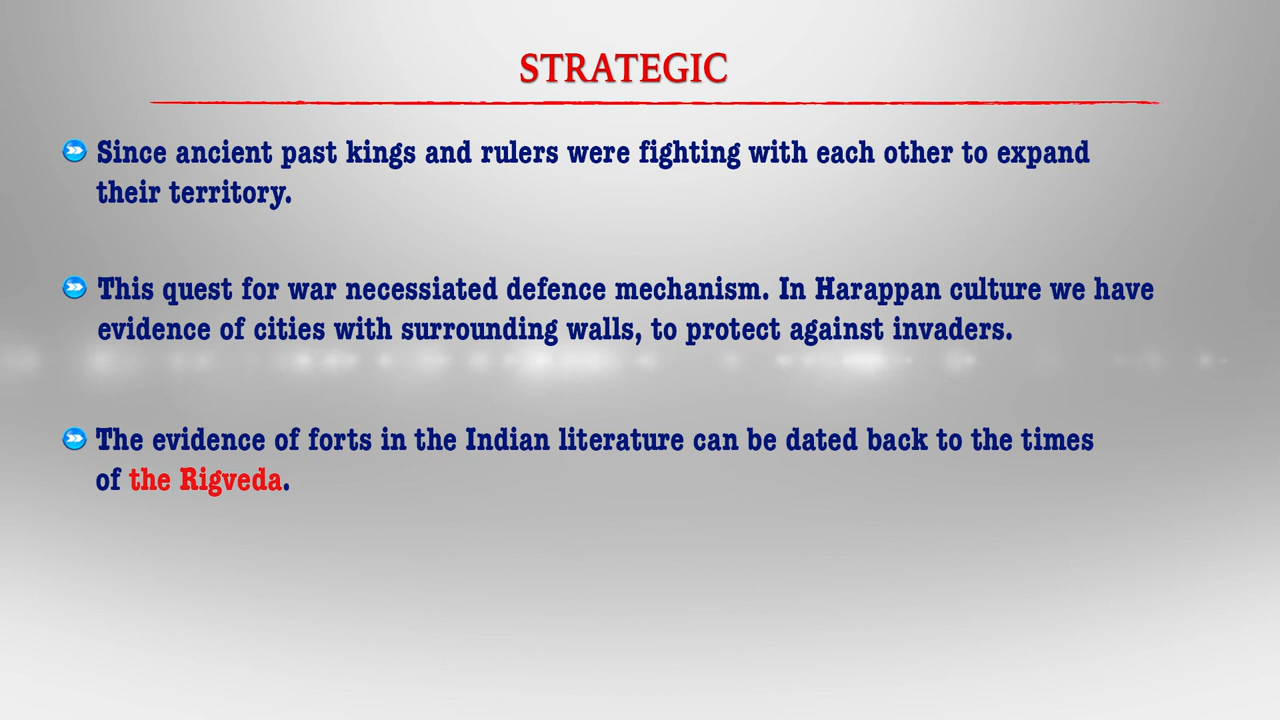 STRATEGIC
Since ancient past kings and rulers were fighting with each other to expand
their territory.
This quest for war necessiated defence mechanism. In Harappan culture we have
evidence of cities with surrounding walls, to protect against invaders.
The evidence of forts in the Indian literature can be dated back to the times
of the Rigveda.